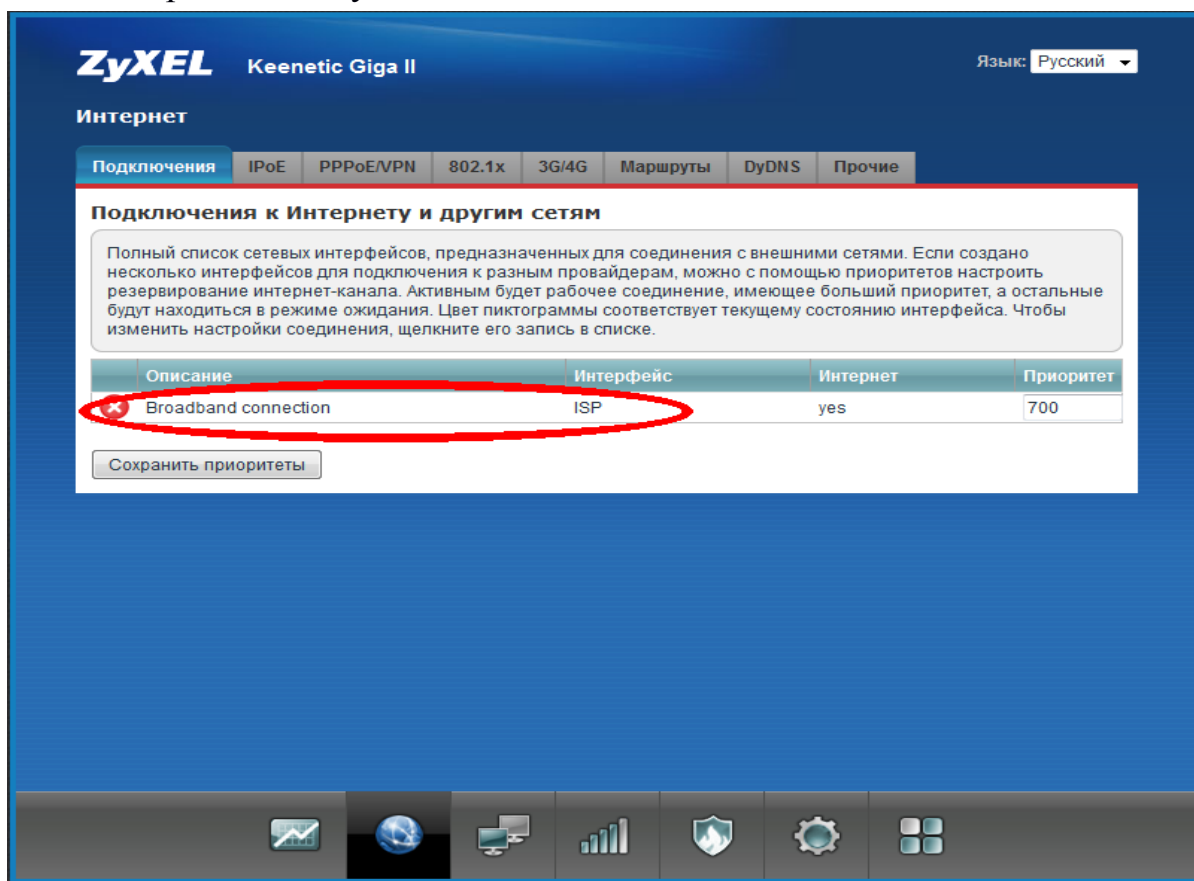 ZyXEL Keenetic Giga II Язык: Русский
Интернет
Подключения IPoE PPPoE/VPN 802.1x 3G/4G Маршруты DyDNS Прочие
Подключения к Интернету и другим сетям
Полный список сетевых интерфейсов, предназначенных для соединения с внешними сетями. Если создано
несколько интерфейсов для подключения к разным провайдерам, можно с помощью приоритетов настроить
резервирование интернет-канала. Активным будет рабочее соединение, имеющее больший приоритет, а остальные
будут находиться в режиме ожидания. Цвет пиктограммы соответствует текущему состоянию интерфейса. Чтобы
изменить настройки соединения, щелкните его запись в списке.
Описание Интерфейс Интернет Приоритет
Broadband connection ISP yes 700
Сохранить приоритеты